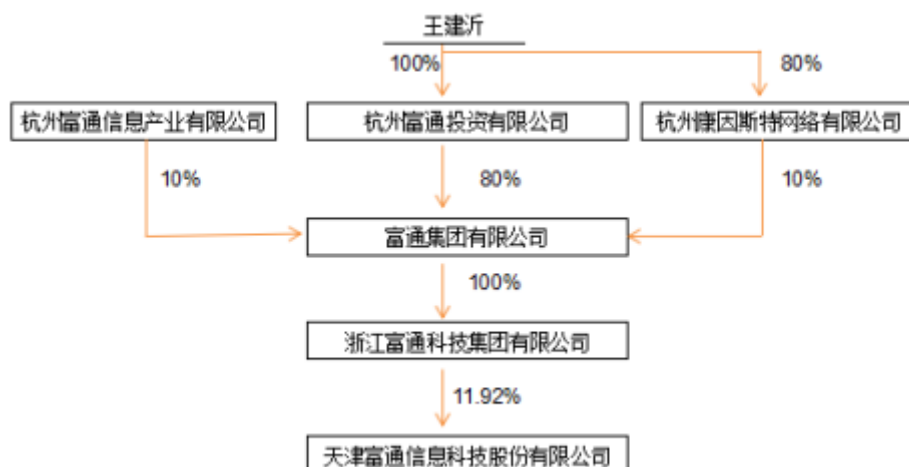 王建沂
100%
80%
杭州富通信息产业有限公司
杭州富通投资有限公司
杭州康因斯特网络有限公司
10%
80%
10%
富通集团有限公司
100%
浙江富通科技集团有限公司
11.92%
天津富通信息科技股份有限公司